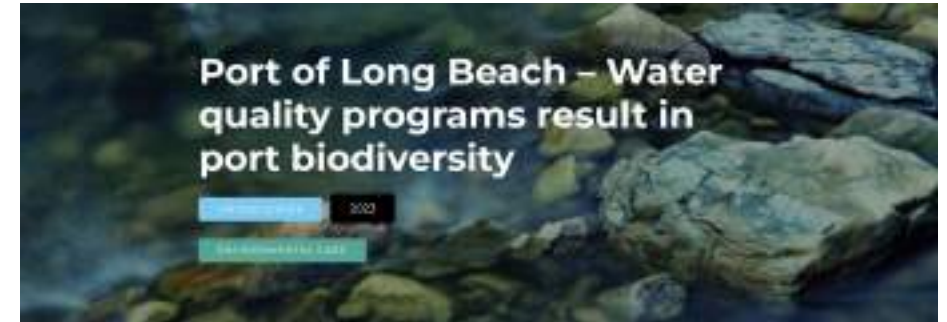 Port of Long Beach – Water
quality programs result in
port biodiversity
2023